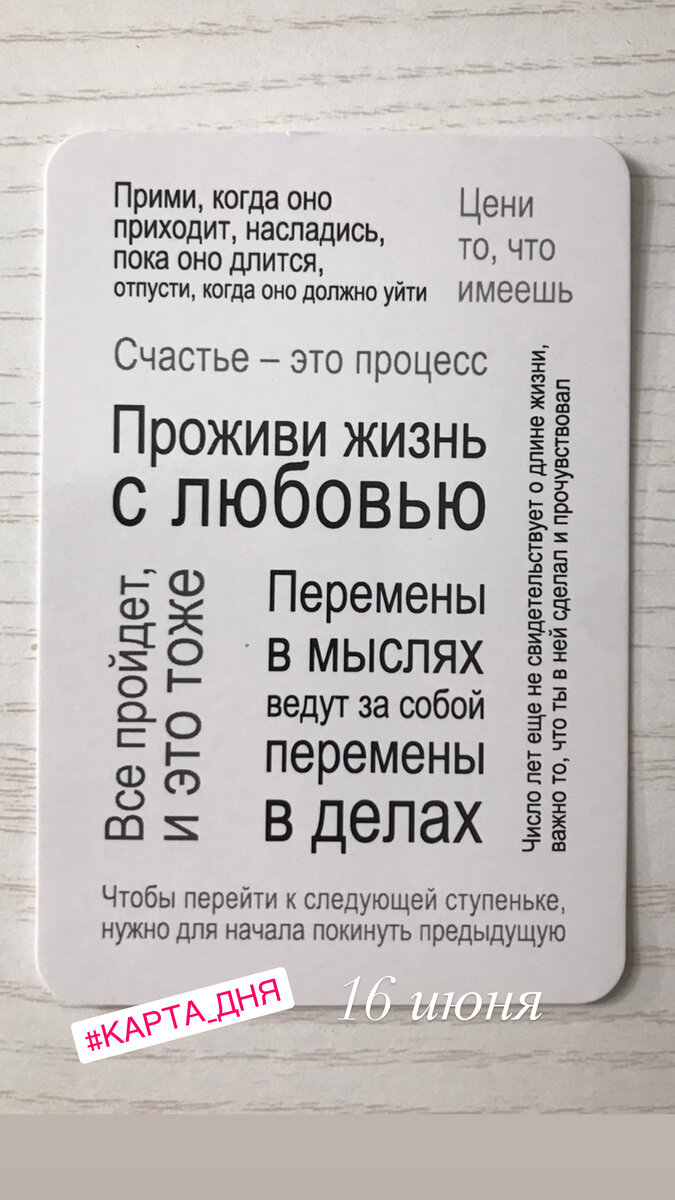 Прими, когда оно
приходит, насладись,
пока оно длится,
отпусти, когда оно должно уйти
Цени
то, что
имеешь
Счастье – это процесс
Проживи жизнь
с любовью
Число лет еще не свидетельствует о длине жизни,
важно то, что ты в ней сделал и прочувствовал
Все пройдет,
и это тоже
Перемены
в мыслях
ведут за собой
перемены
в делах
Чтобы перейти к следующей ступеньке,
нужно для начала покинуть предыдущую
#КАРТА_ДНЯ
16 июня